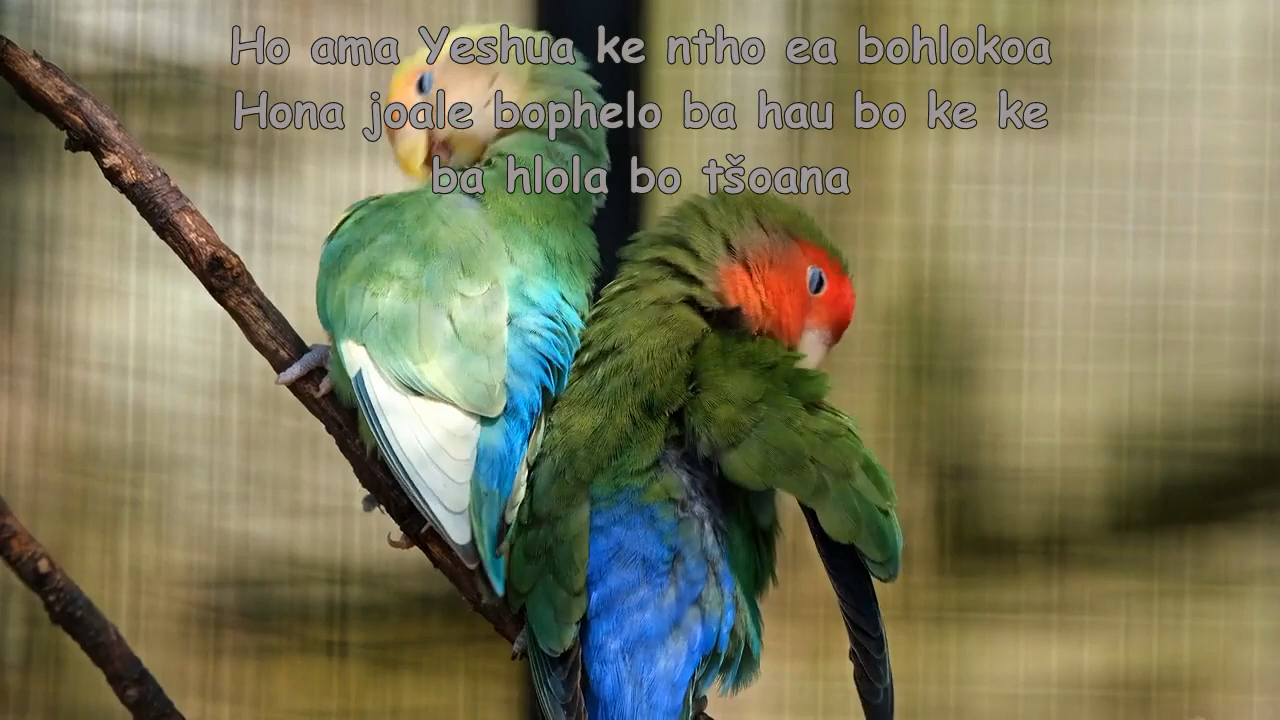 Ho ama Yeshua ke ntho ea bohlokoa
Hona joale bophelo ba hau bo ke ke
ba hlola bo tšoana